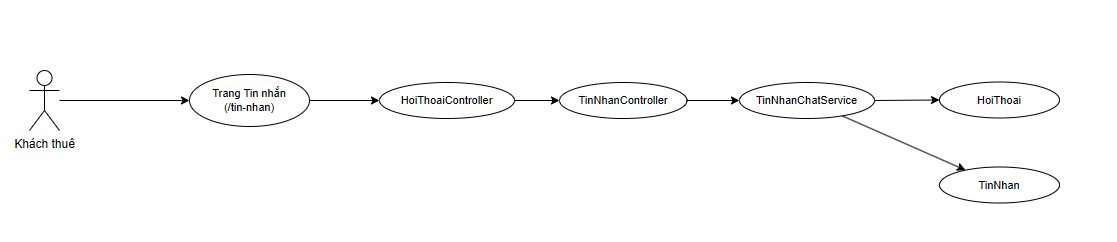 Trang Tin nhắn
(/tin-nhan)
HoiThoaiController
TinNhanController
TinNhanChatService
HoiThoai
Khách thuê
TinNhan